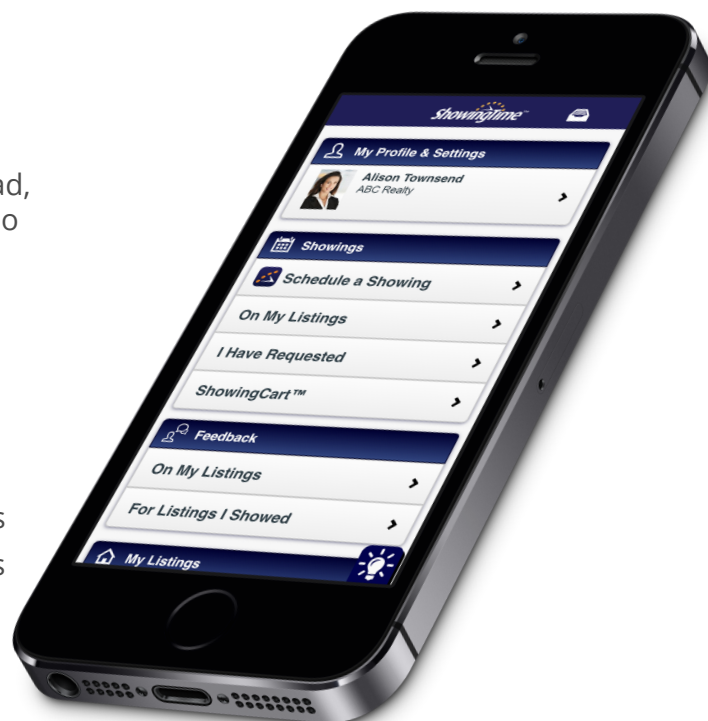 ShowingTime™
My Profile & Settings
Alison Townsend
ABC Realty
ad,
o
Showings
Schedule a Showing
On My Listings
I Have Requested
ShowingCart™
Feedback
On My Listings
For Listings I Showed
s
s
My Listings